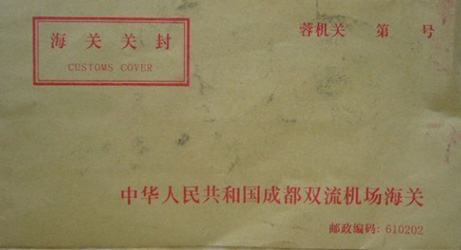 海关关封
CUSTOMS COVER
蓉机关 第 号
中华人民共和国成都双流机场海关
邮政编码: 610202